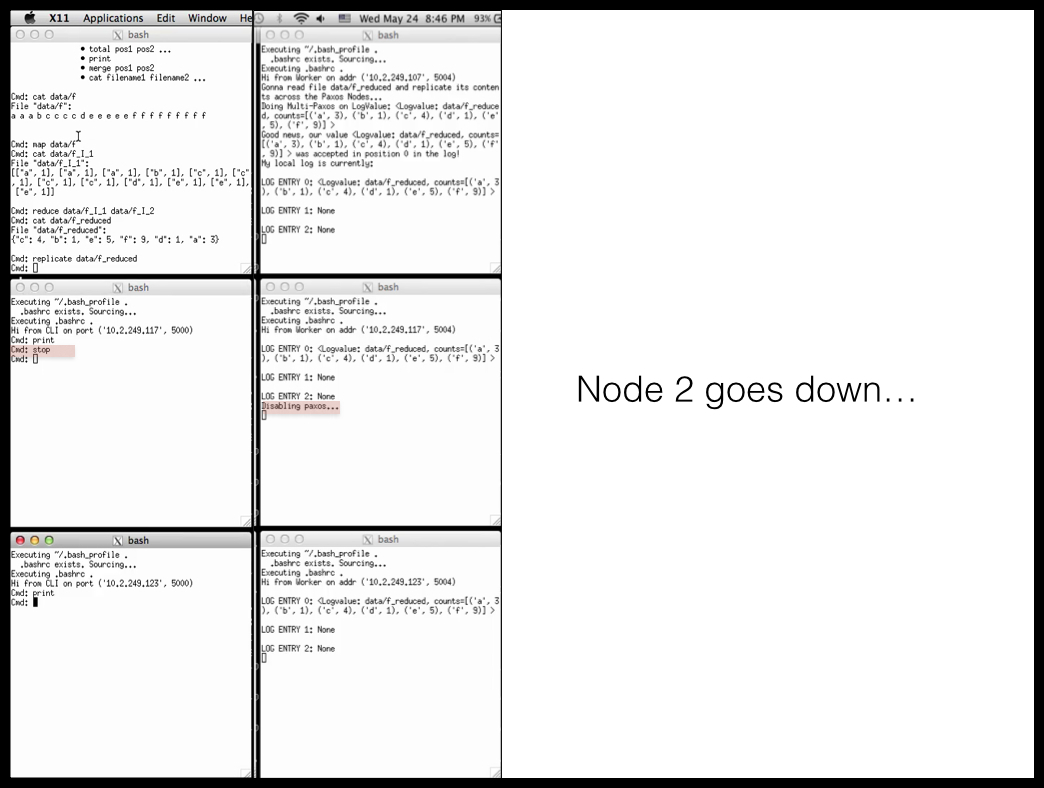 X11 Applications Edit Window He
Wed May 24 8:46 PM 93%
bash
• total pos1 pos2 ...
• print
• merge pos1 pos2
• cat filename1 filename2 ...
Cmd: cat data/f
File "data/f":
a a a b c c c c d e e e e e f f f f f f f f f
Cmd: map data/f
Cmd: cat data/f_I_1
File "data/f_I_1":
[["a", 1], ["a", 1], ["a", 1], ["b", 1], ["c", 1], ["c"
, 1], ["c", 1], ["c", 1], ["d", 1], ["e", 1], ["e", 1],
["e", 1]]
Cmd: reduce data/f_I_1 data/f_I_2
Cmd: cat data/f_reduced
File "data/f_reduced":
{"c": 4, "b": 1, "e": 5, "f": 9, "d": 1, "a": 3}
Cmd: replicate data/f_reduced
Cmd:
bash
Executing ~/.bash_profile .
.bashrc exists. Sourcing...
Executing .bashrc .
Hi from Worker on addr ('10.2.249.107', 5004)
Gonna read file data/f_reduced and replicate its conten
ts across the Paxos Nodes...
Doing Multi-Paxos on LogValue: <Logvalue: data/f_reduce
d, counts=[('a', 3), ('b', 1), ('c', 4), ('d', 1), ('e'
, 5), ('f', 9)] >
Good news, our value <Logvalue: data/f_reduced, counts=
[('a', 3), ('b', 1), ('c', 4), ('d', 1), ('e', 5), ('f'
, 9)] > was accepted in position 0 in the log!
My local log is currently:
LOG ENTRY 0: <Logvalue: data/f_reduced, counts=[('a', 3
), ('b', 1), ('c', 4), ('d', 1), ('e', 5), ('f', 9)] >
LOG ENTRY 1: None
LOG ENTRY 2: None
bash
Executing ~/.bash_profile .
.bashrc exists. Sourcing...
Executing .bashrc .
Hi from CLI on port ('10.2.249.117', 5000)
Cmd: print
Cmd: stop
Cmd:
bash
Executing ~/.bash_profile .
.bashrc exists. Sourcing...
Executing .bashrc .
Hi from Worker on addr ('10.2.249.117', 5004)
LOG ENTRY 0: <Logvalue: data/f_reduced, counts=[('a', 3
), ('b', 1), ('c', 4), ('d', 1), ('e', 5), ('f', 9)] >
LOG ENTRY 1: None
LOG ENTRY 2: None
Disabling paxos...
bash
Executing ~/.bash_profile .
.bashrc exists. Sourcing...
Executing .bashrc .
Hi from CLI on port ('10.2.249.123', 5000)
Cmd: print
Cmd:
bash
Executing ~/.bash_profile .
.bashrc exists. Sourcing...
Executing .bashrc .
Hi from Worker on addr ('10.2.249.123', 5004)
LOG ENTRY 0: <Logvalue: data/f_reduced, counts=[('a', 3
), ('b', 1), ('c', 4), ('d', 1), ('e', 5), ('f', 9)] >
LOG ENTRY 1: None
LOG ENTRY 2: None
Node 2 goes down...